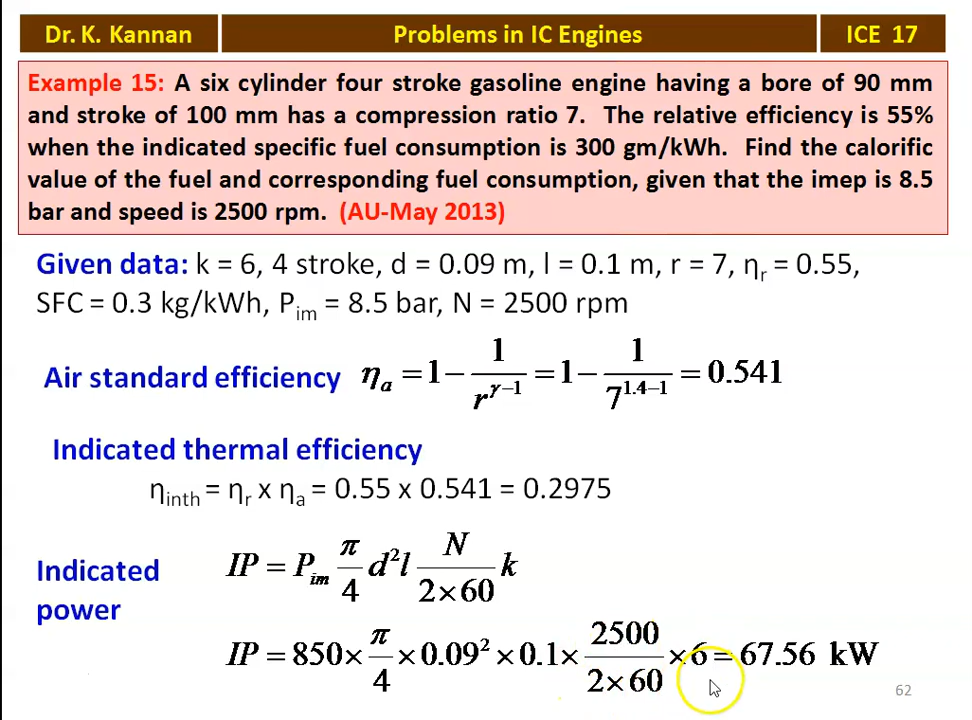 Dr. K. Kannan Problems in IC Engines ICE 17
Example 15: A six cylinder four stroke gasoline engine having a bore of 90 mm
and stroke of 100 mm has a compression ratio 7. The relative efficiency is 55%
when the indicated specific fuel consumption is 300 gm/kWh. Find the calorific
value of the fuel and corresponding fuel consumption, given that the imep is 8.5
bar and speed is 2500 rpm. (AU-May 2013)
Given data: k = 6, 4 stroke, d = 0.09 m, l = 0.1 m, r = 7, ηr = 0.55,
SFC = 0.3 kg/kWh, Pim = 8.5 bar, N = 2500 rpm
Air standard efficiency ηa = 1 − 1/r^(γ−1) = 1 − 1/7^(1.4−1) = 0.541
Indicated thermal efficiency
ηinth = ηr x ηa = 0.55 x 0.541 = 0.2975
Indicated
power
IP = Pim π/4 d² l N/(2×60) k
IP = 850 × π/4 × 0.09² × 0.1 × 2500/(2×60) × 6 = 67.56 kW
62